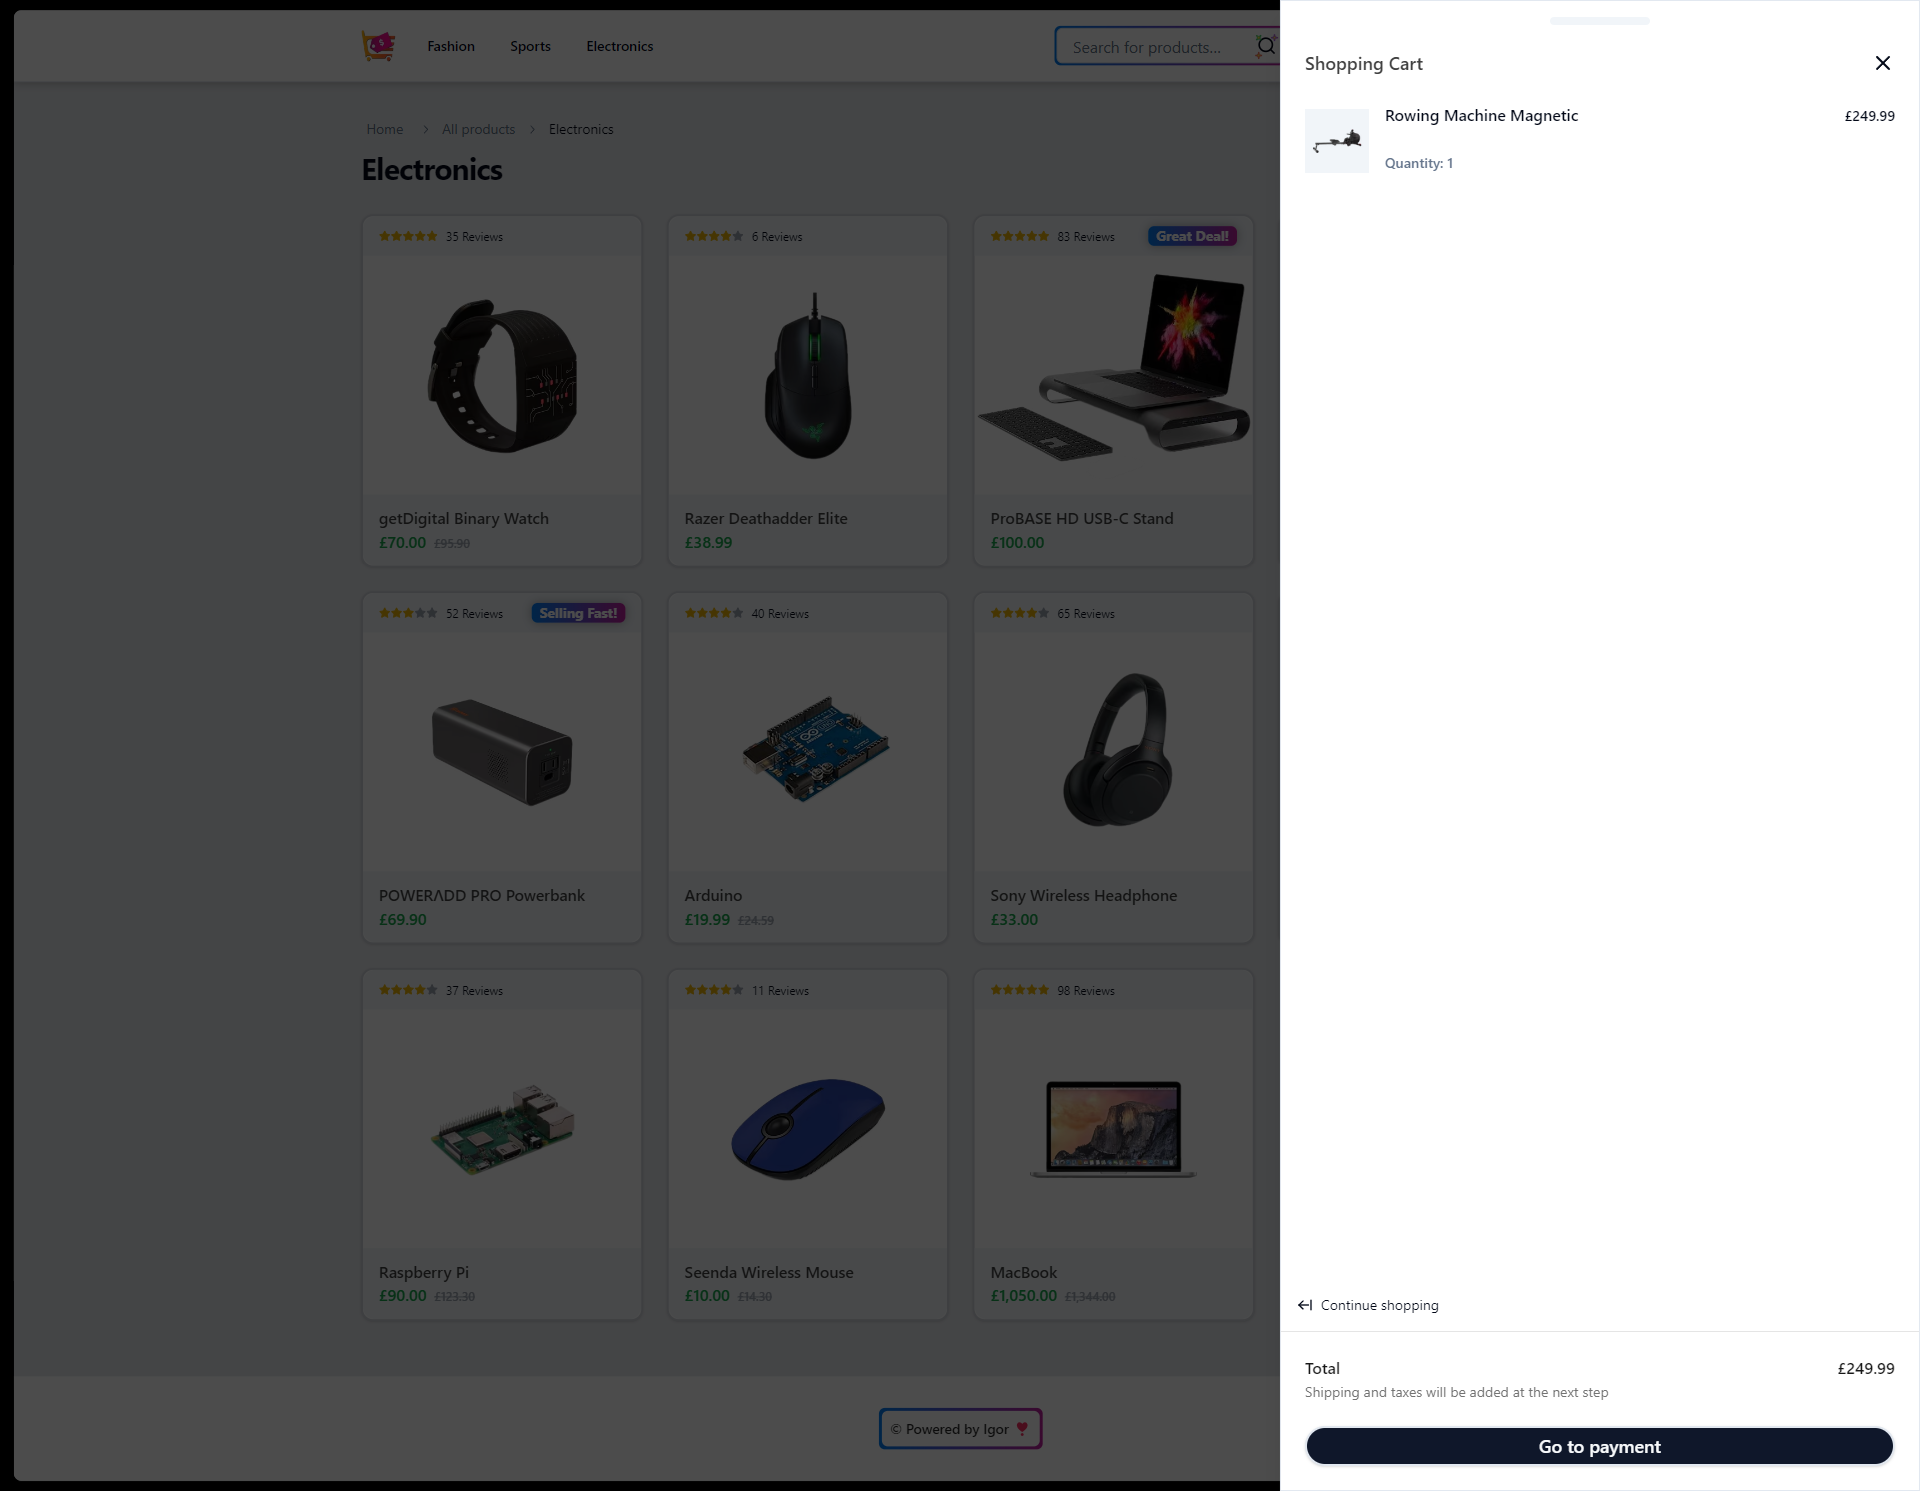 Fashion Sports Electronics
Search for products...
Home All products Electronics
Electronics
35 Reviews
6 Reviews
83 Reviews Great Deal!
getDigital Binary Watch
£70.00 £95.90
Razer Deathadder Elite
£38.99
ProBASE HD USB-C Stand
£100.00
52 Reviews Selling Fast!
40 Reviews
65 Reviews
POWERΛDD PRO Powerbank
£69.90
Arduino
£19.99 £24.59
Sony Wireless Headphone
£33.00
37 Reviews
11 Reviews
98 Reviews
Raspberry Pi
£90.00 £123.30
Seenda Wireless Mouse
£10.00 £14.30
MacBook
£1,050.00 £1,344.00
© Powered by Igor
Shopping Cart
Rowing Machine Magnetic £249.99
Quantity: 1
Continue shopping
Total £249.99
Shipping and taxes will be added at the next step
Go to payment